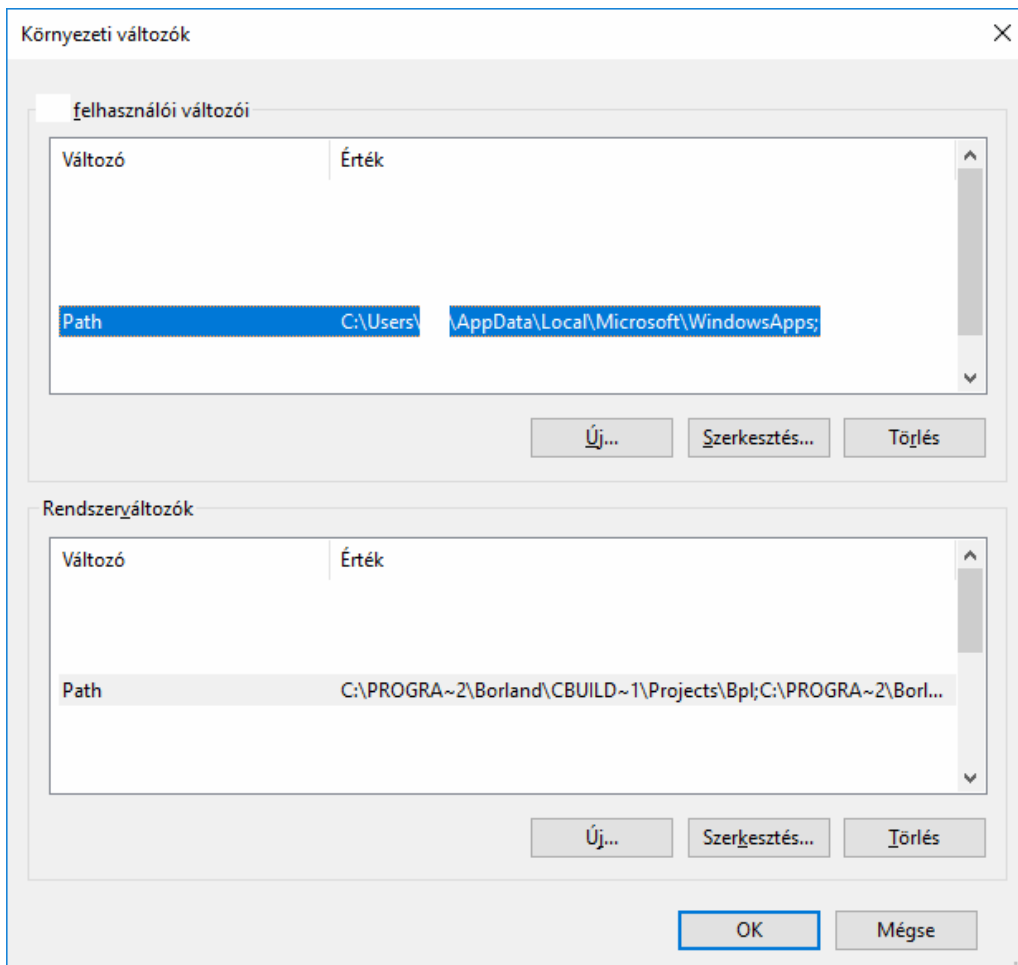 Környezeti változók
felhasználói változói
Változó Érték
Path C:\Users\ \AppData\Local\Microsoft\WindowsApps;
Új... Szerkesztés... Törlés
Rendszerváltozók
Változó Érték
Path C:\PROGRA~2\Borland\CBUILD~1\Projects\Bpl;C:\PROGRA~2\Borl...
Új... Szerkesztés... Törlés
OK Mégse